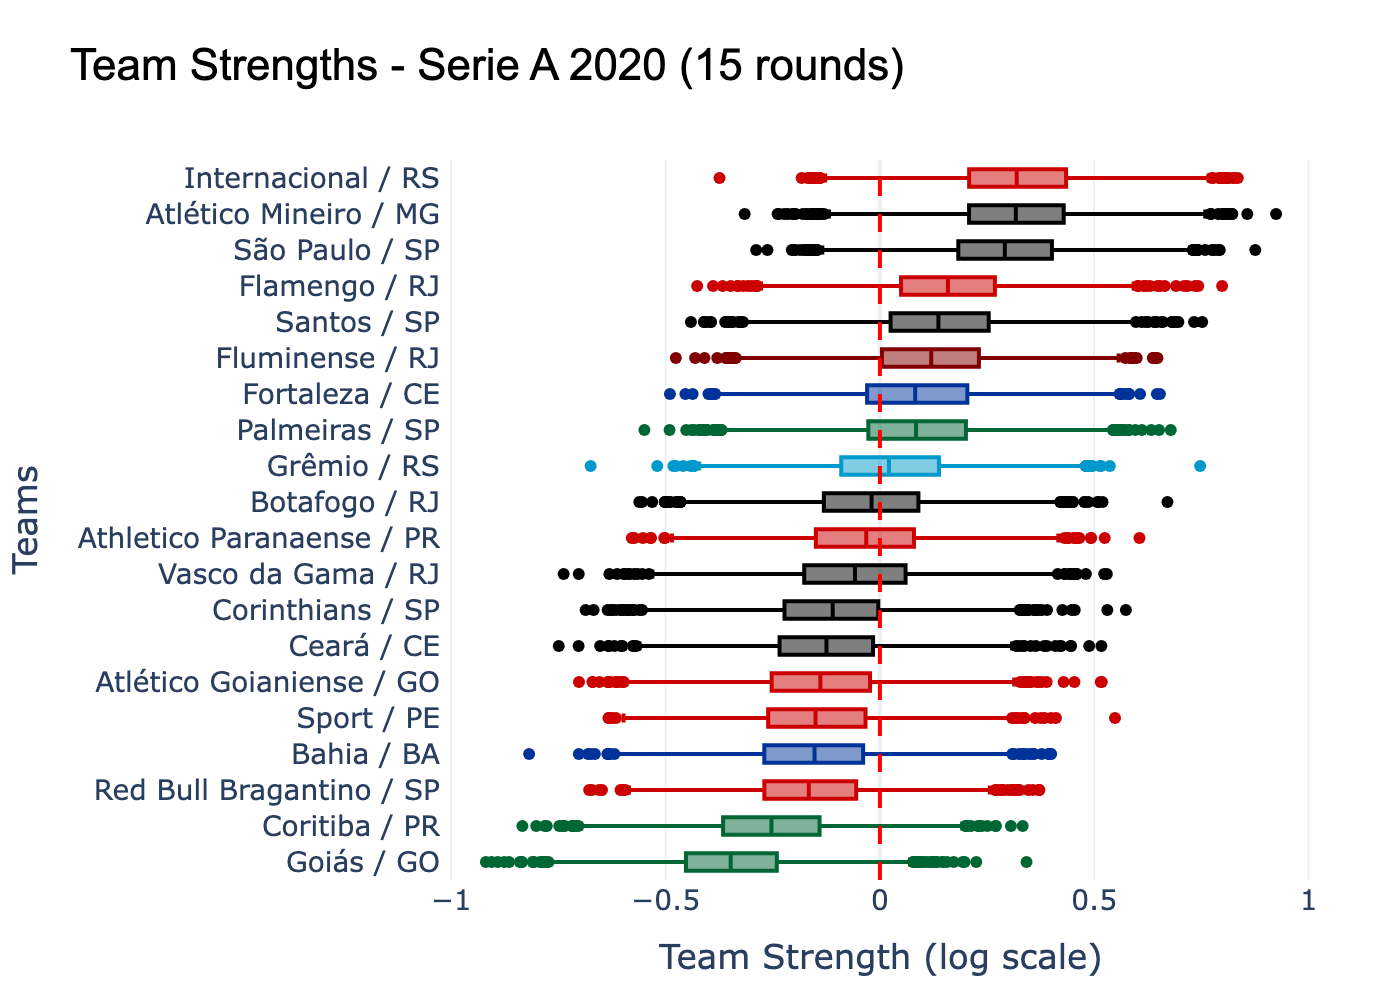 Team Strengths - Serie A 2020 (15 rounds)
Internacional / RS
Atlético Mineiro / MG
São Paulo / SP
Flamengo / RJ
Santos / SP
Fluminense / RJ
Fortaleza / CE
Palmeiras / SP
Grêmio / RS
Botafogo / RJ
Athletico Paranaense / PR
Vasco da Gama / RJ
Corinthians / SP
Ceará / CE
Atlético Goianiense / GO
Sport / PE
Bahia / BA
Red Bull Bragantino / SP
Coritiba / PR
Goiás / GO
Teams
−1 −0.5 0 0.5 1
Team Strength (log scale)